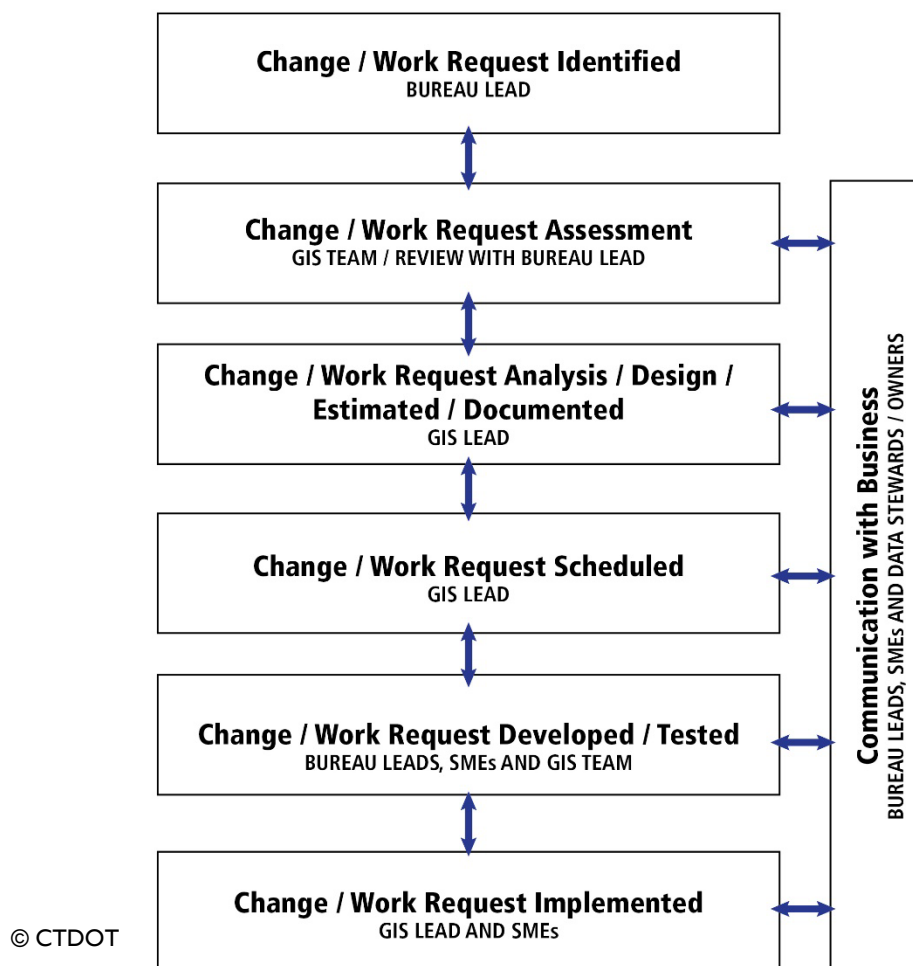 Change / Work Request Identified
BUREAU LEAD
Change / Work Request Assessment
GIS TEAM / REVIEW WITH BUREAU LEAD
Change / Work Request Analysis / Design /
Estimated / Documented
GIS LEAD
Change / Work Request Scheduled
GIS LEAD
Change / Work Request Developed / Tested
BUREAU LEADS, SMEs AND GIS TEAM
Change / Work Request Implemented
GIS LEAD AND SMEs
Communication with Business
BUREAU LEADS, SMEs AND DATA STEWARDS / OWNERS
© CTDOT